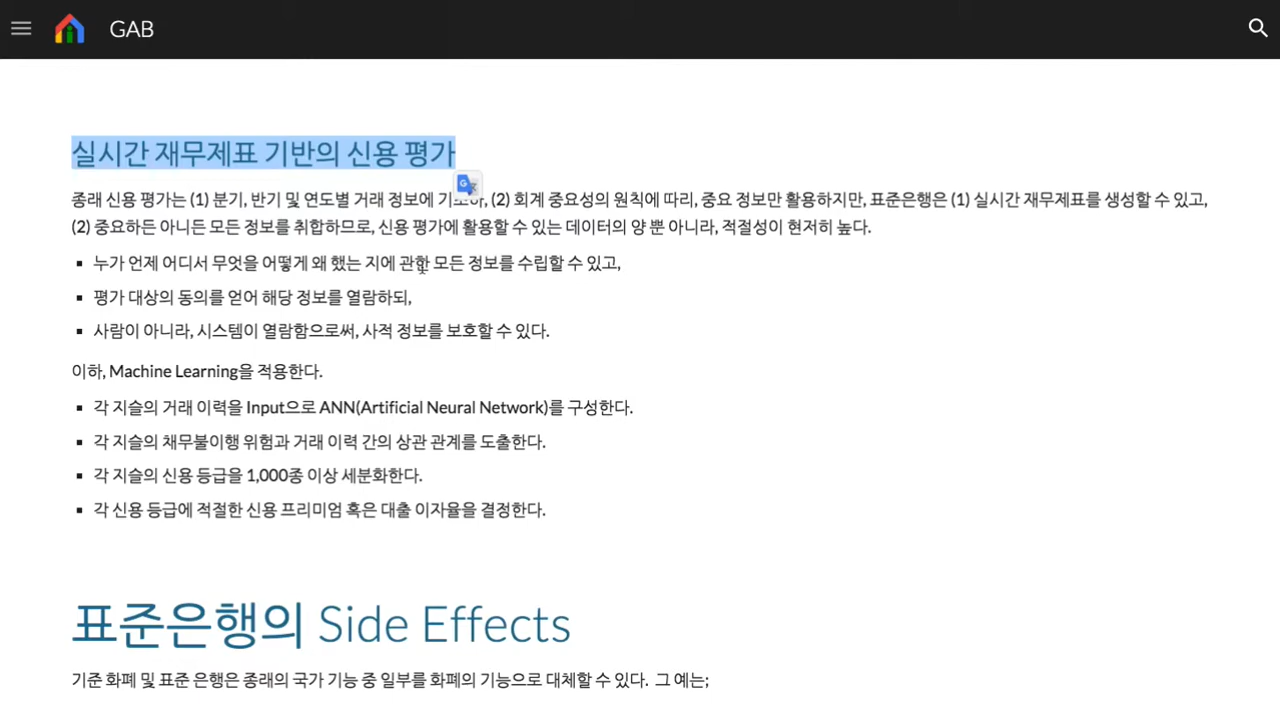 GAB
실시간 재무제표 기반의 신용 평가
종래 신용 평가는 (1) 분기, 반기 및 연도별 거래 정보에 기초하, (2) 회계 중요성의 원칙에 따리, 중요 정보만 활용하지만, 표준은행은 (1) 실시간 재무제표를 생성할 수 있고,
(2) 중요하든 아니든 모든 정보를 취합하므로, 신용 평가에 활용할 수 있는 데이터의 양 뿐 아니라, 적절성이 현저히 높다.
▪ 누가 언제 어디서 무엇을 어떻게 왜 했는 지에 관한 모든 정보를 수립할 수 있고,
▪ 평가 대상의 동의를 얻어 해당 정보를 열람하되,
▪ 사람이 아니라, 시스템이 열람함으로써, 사적 정보를 보호할 수 있다.
이하, Machine Learning을 적용한다.
▪ 각 지슬의 거래 이력을 Input으로 ANN(Artificial Neural Network)를 구성한다.
▪ 각 지슬의 채무불이행 위험과 거래 이력 간의 상관 관계를 도출한다.
▪ 각 지슬의 신용 등급을 1,000종 이상 세분화한다.
▪ 각 신용 등급에 적절한 신용 프리미엄 혹은 대출 이자율을 결정한다.
표준은행의 Side Effects
기준 화폐 및 표준 은행은 종래의 국가 기능 중 일부를 화폐의 기능으로 대체할 수 있다. 그 예는;